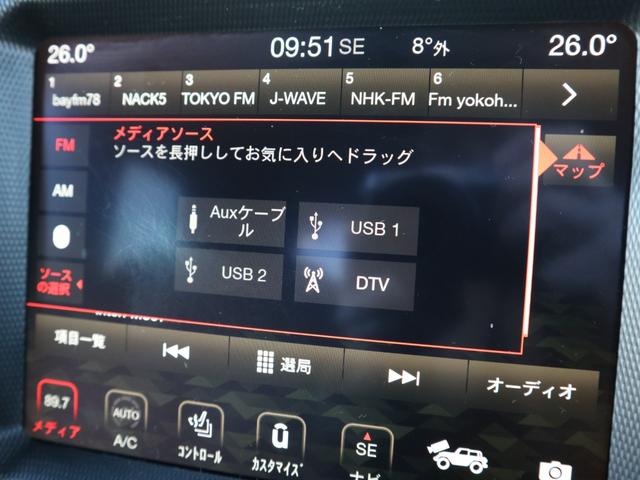 26.0° 09:51 SE 8°外 26.0°
1 bayfm78 2 NACK5 3 TOKYO FM 4 J-WAVE 5 NHK-FM 6 Fm yokoh...
FM
メディアソース
ソースを長押ししてお気に入りへドラッグ
マップ
AM
Auxケーブ
ル
USB 1
USB 2
DTV
ソース
の選択
項目一覧
選局
オーディオ
89.7
メディア
AUTO
A/C
コントロール
カスタマイズ
SE
ナビ